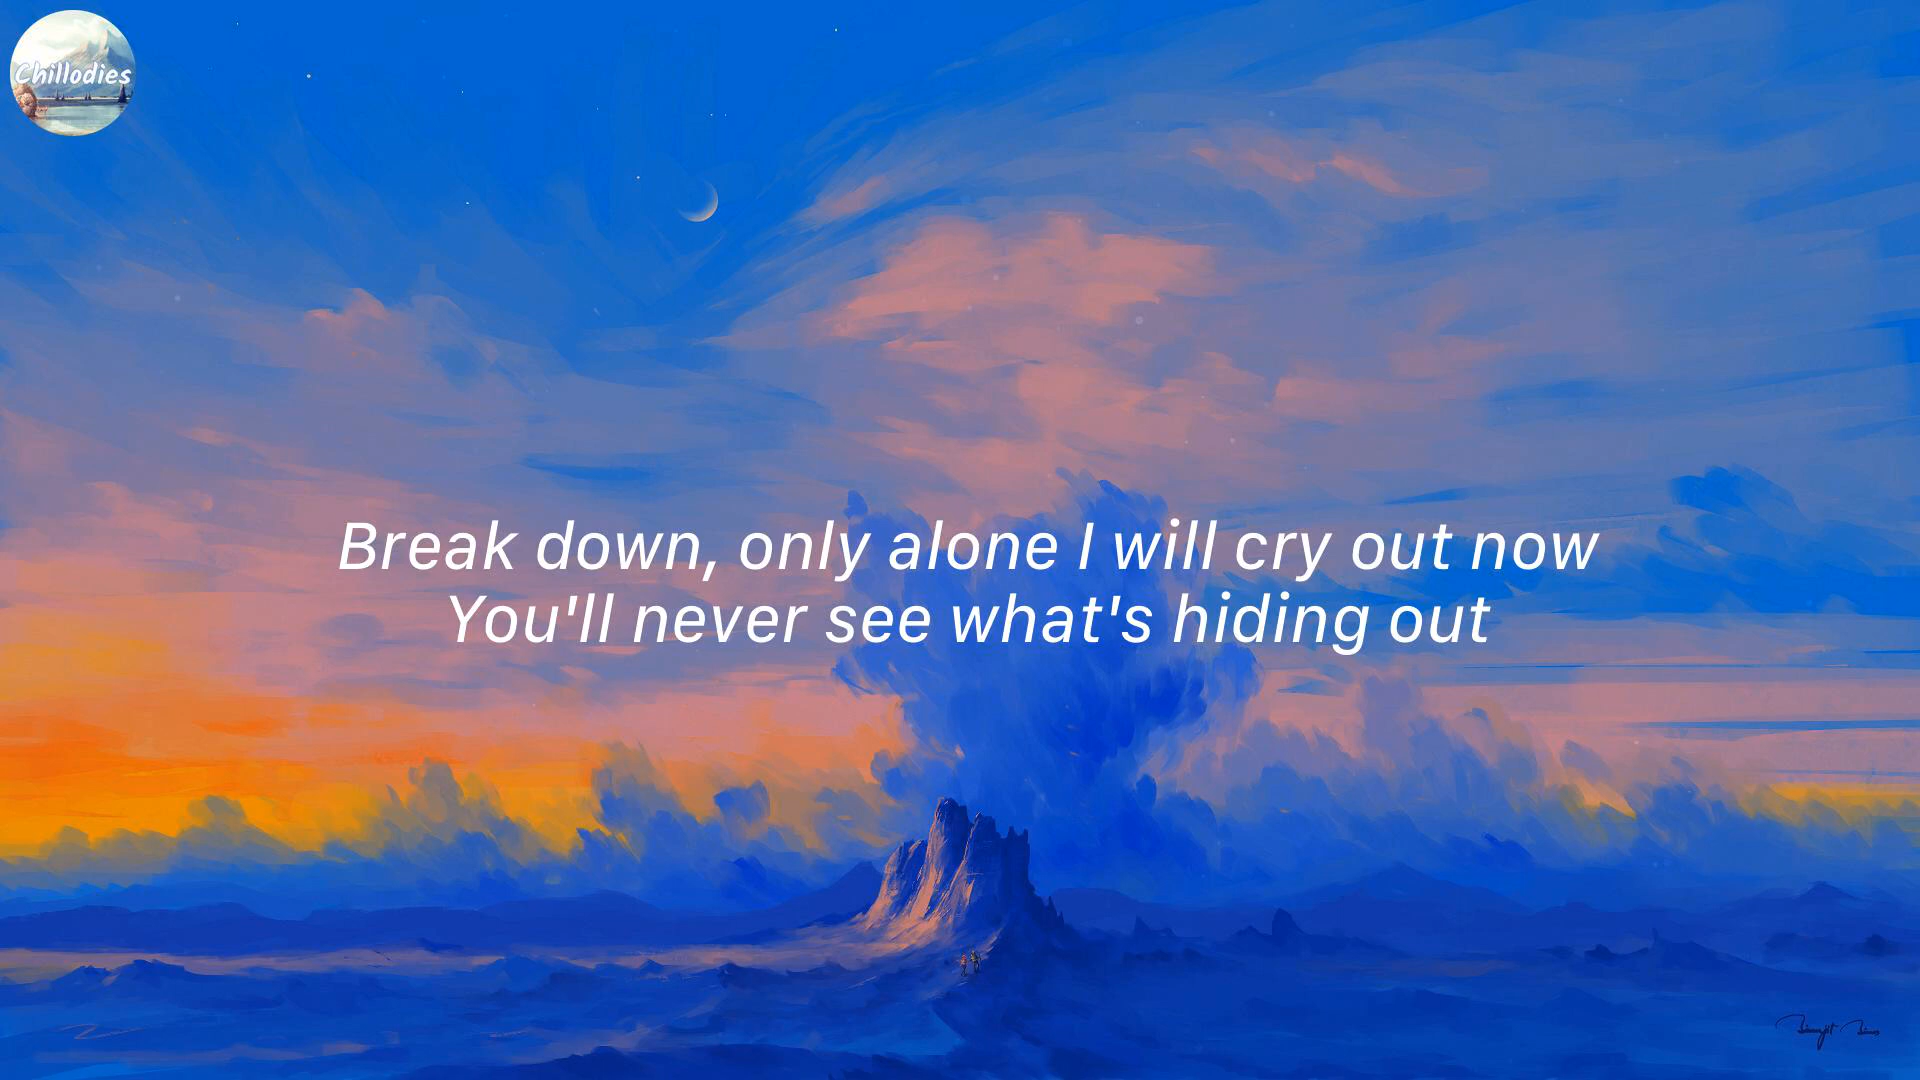 Chillodies
Break down, only alone I will cry out now
You'll never see what's hiding out